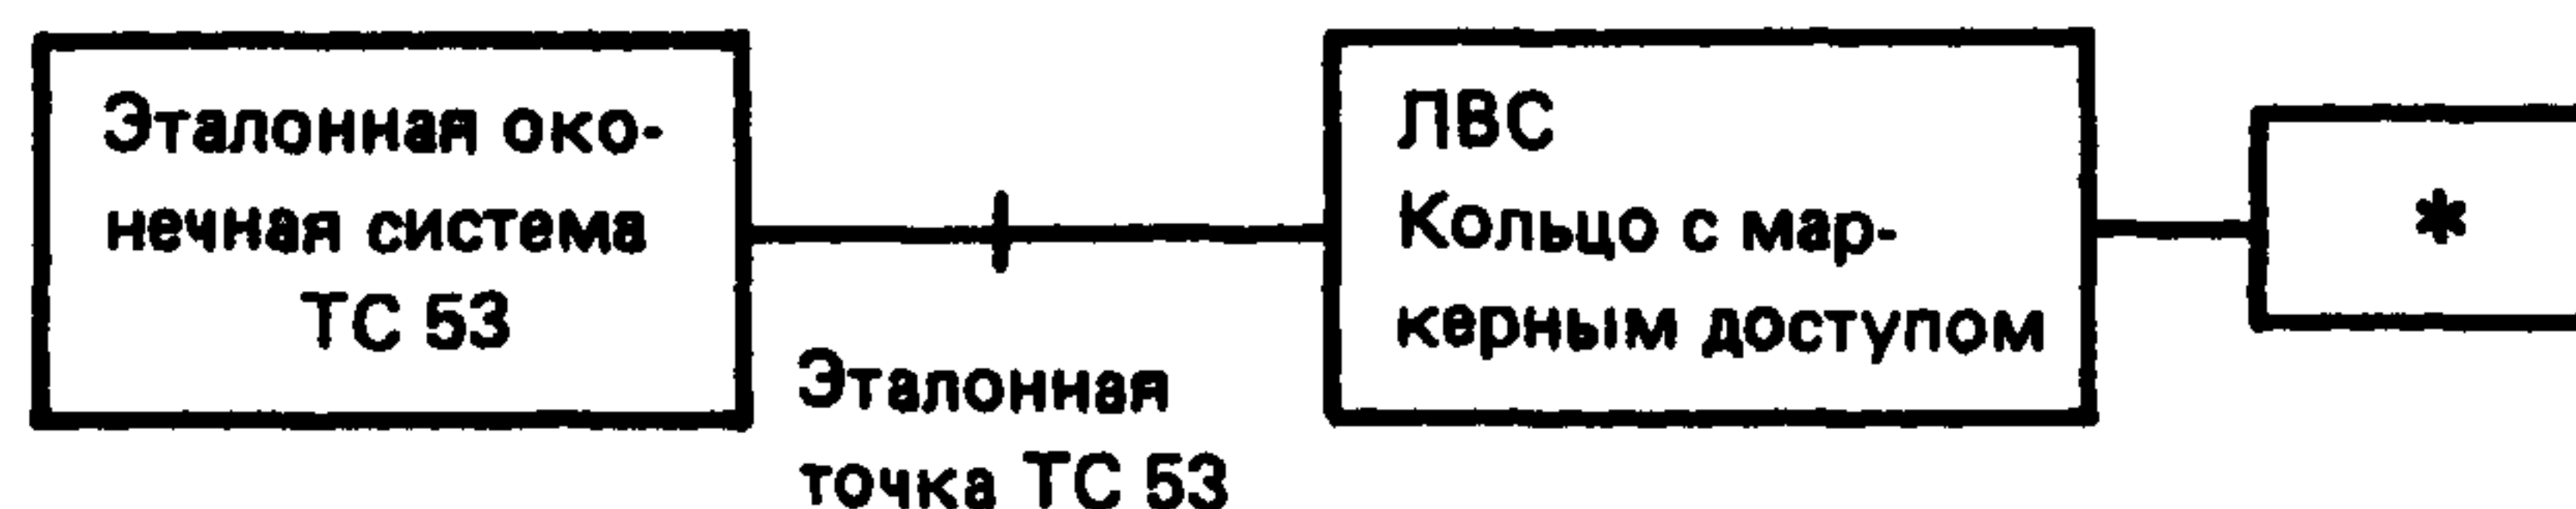 Эталонная око-
нечная система
ТС 53
Эталонная
точка ТС 53
ЛВС
Кольцо с мар-
керным доступом
*